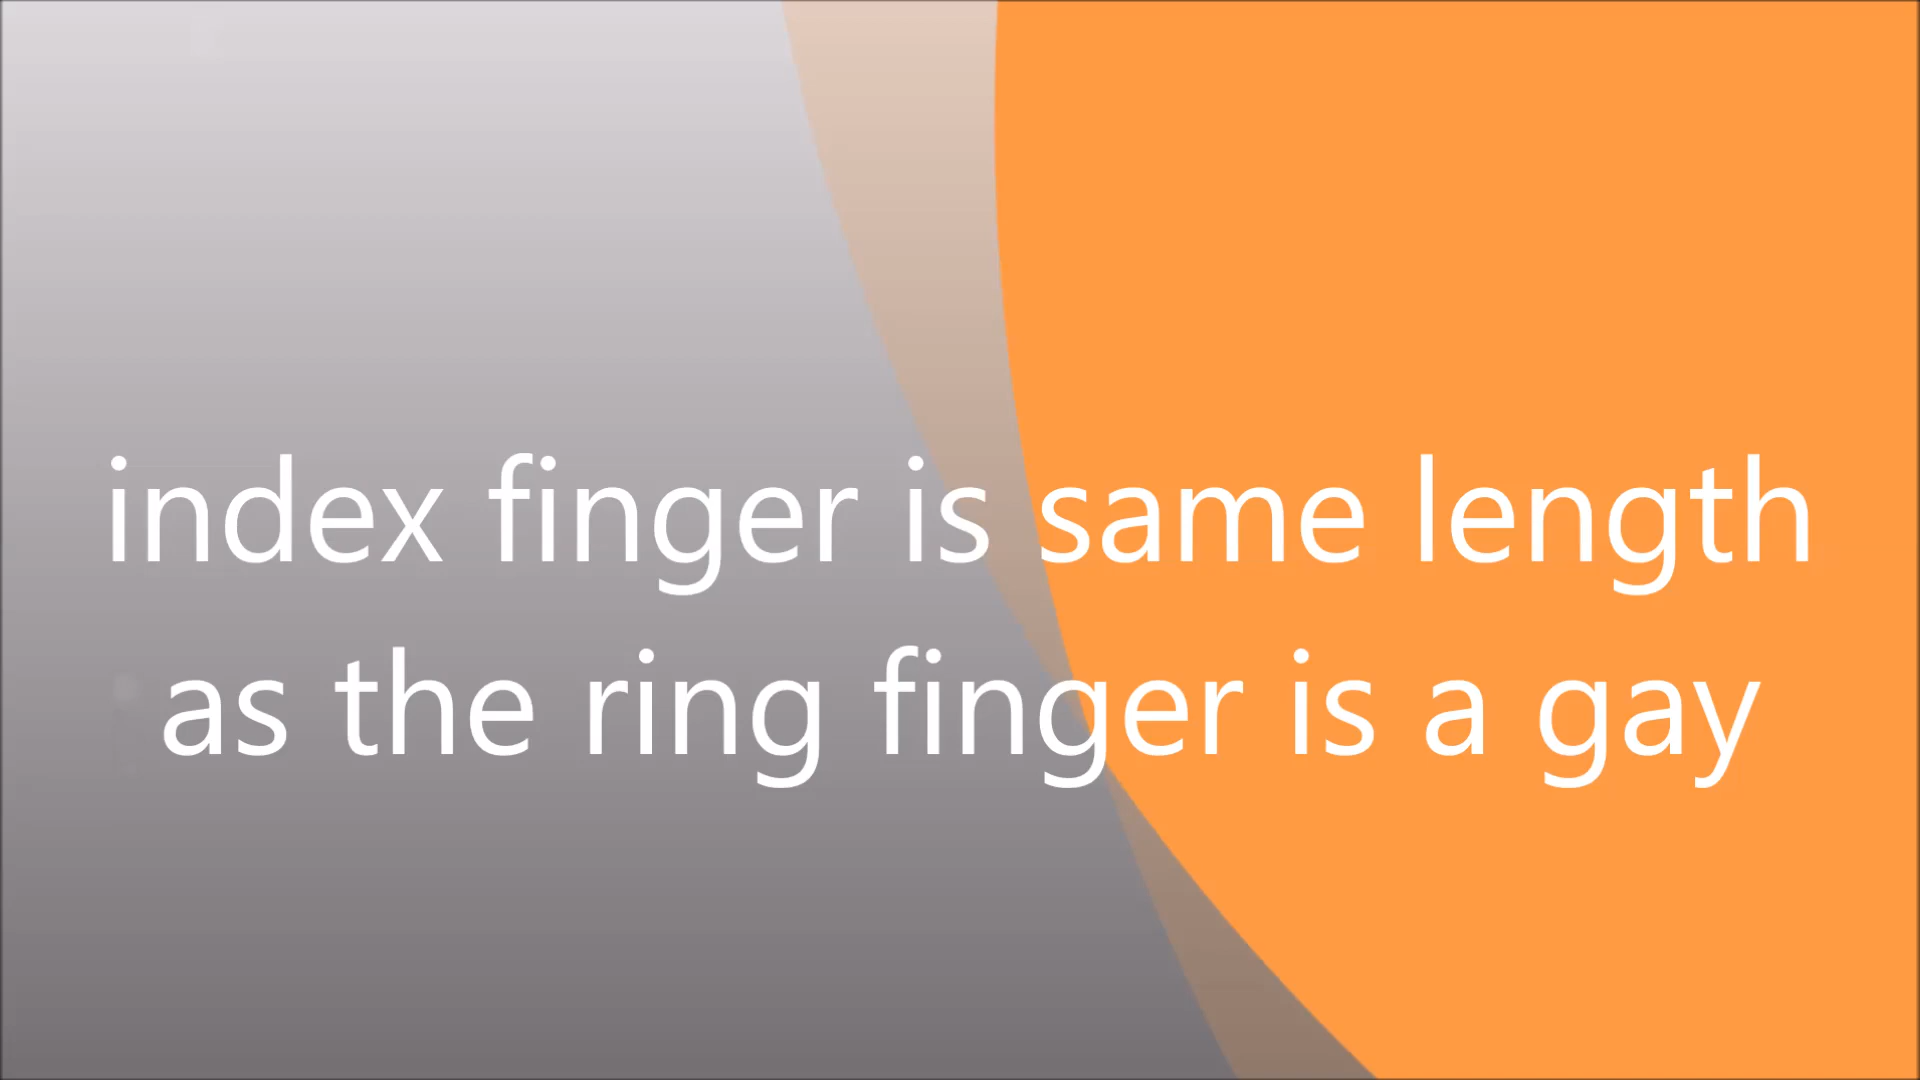 index finger is same length
as the ring finger is a gay